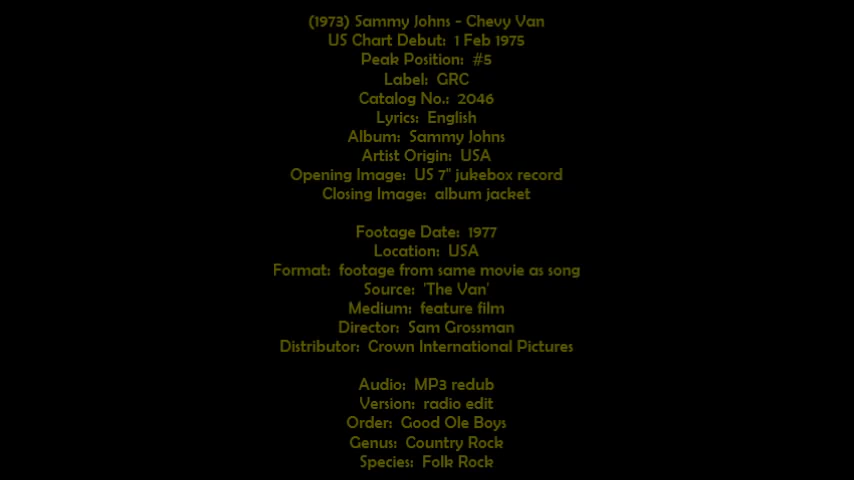 (1973) Sammy Johns - Chevy Van
US Chart Debut: 1 Feb 1975
Peak Position: #5
Label: GRC
Catalog No.: 2046
Lyrics: English
Album: Sammy Johns
Artist Origin: USA
Opening Image: US 7" jukebox record
Closing Image: album jacket
Footage Date: 1977
Location: USA
Format: footage from same movie as song
Source: 'The Van'
Medium: feature film
Director: Sam Grossman
Distributor: Crown International Pictures
Audio: MP3 redub
Version: radio edit
Order: Good Ole Boys
Genus: Country Rock
Species: Folk Rock